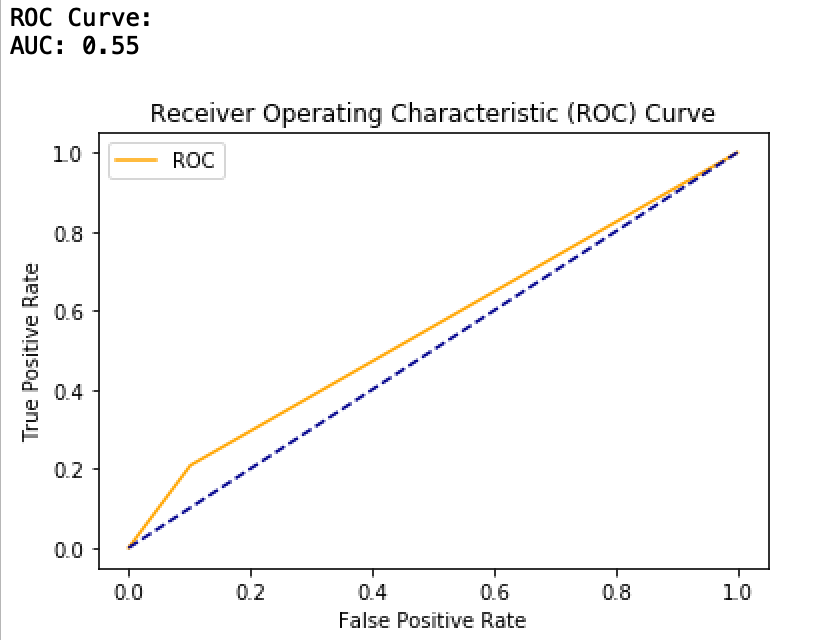 ROC Curve:
AUC: 0.55
Receiver Operating Characteristic (ROC) Curve
ROC
True Positive Rate
1.0
0.8
0.6
0.4
0.2
0.0
0.0 0.2 0.4 0.6 0.8 1.0
False Positive Rate